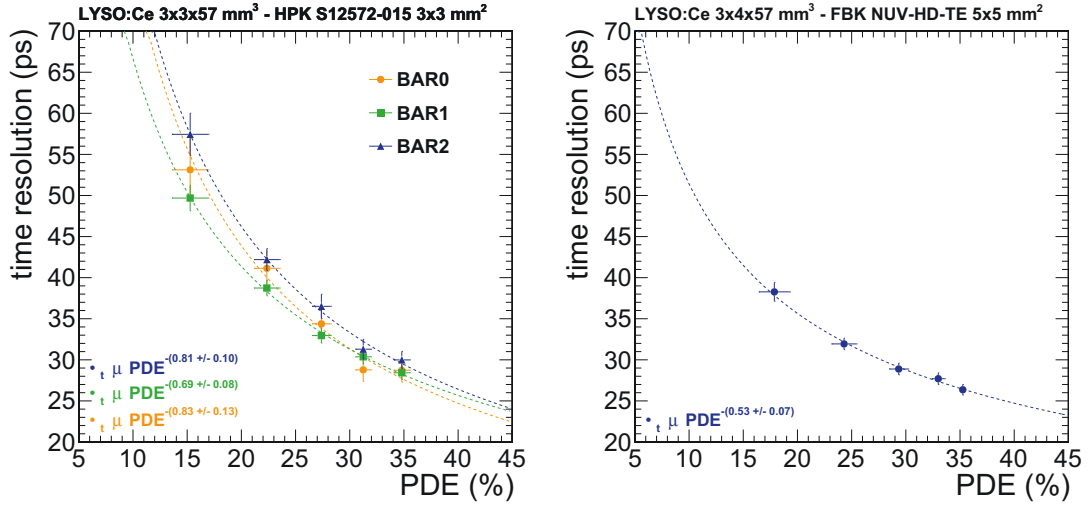 LYSO:Ce 3x3x57 mm³ - HPK S12572-015 3x3 mm²
time resolution (ps)
70
65
60
55
50
45
40
35
30
25
20
BAR0
BAR1
BAR2
•t μ PDE-(0.81 +/- 0.10)
•t μ PDE-(0.69 +/- 0.08)
•t μ PDE-(0.83 +/- 0.13)
5 10 15 20 25 30 35 40 45
PDE (%)
LYSO:Ce 3x4x57 mm³ - FBK NUV-HD-TE 5x5 mm²
time resolution (ps)
70
65
60
55
50
45
40
35
30
25
20
•t μ PDE-(0.53 +/- 0.07)
5 10 15 20 25 30 35 40 45
PDE (%)